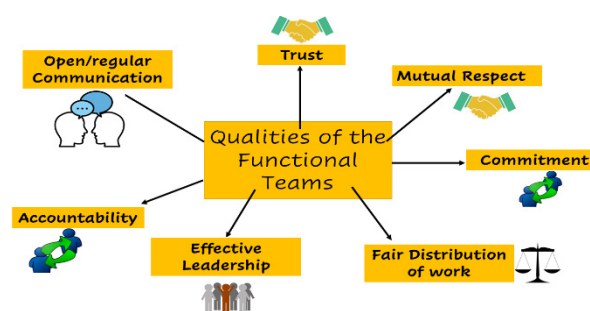 Open/regular
Communication
Trust
Mutual Respect
Qualities of the
Functional
Teams
Commitment
Accountability
Effective
Leadership
Fair Distribution
of work